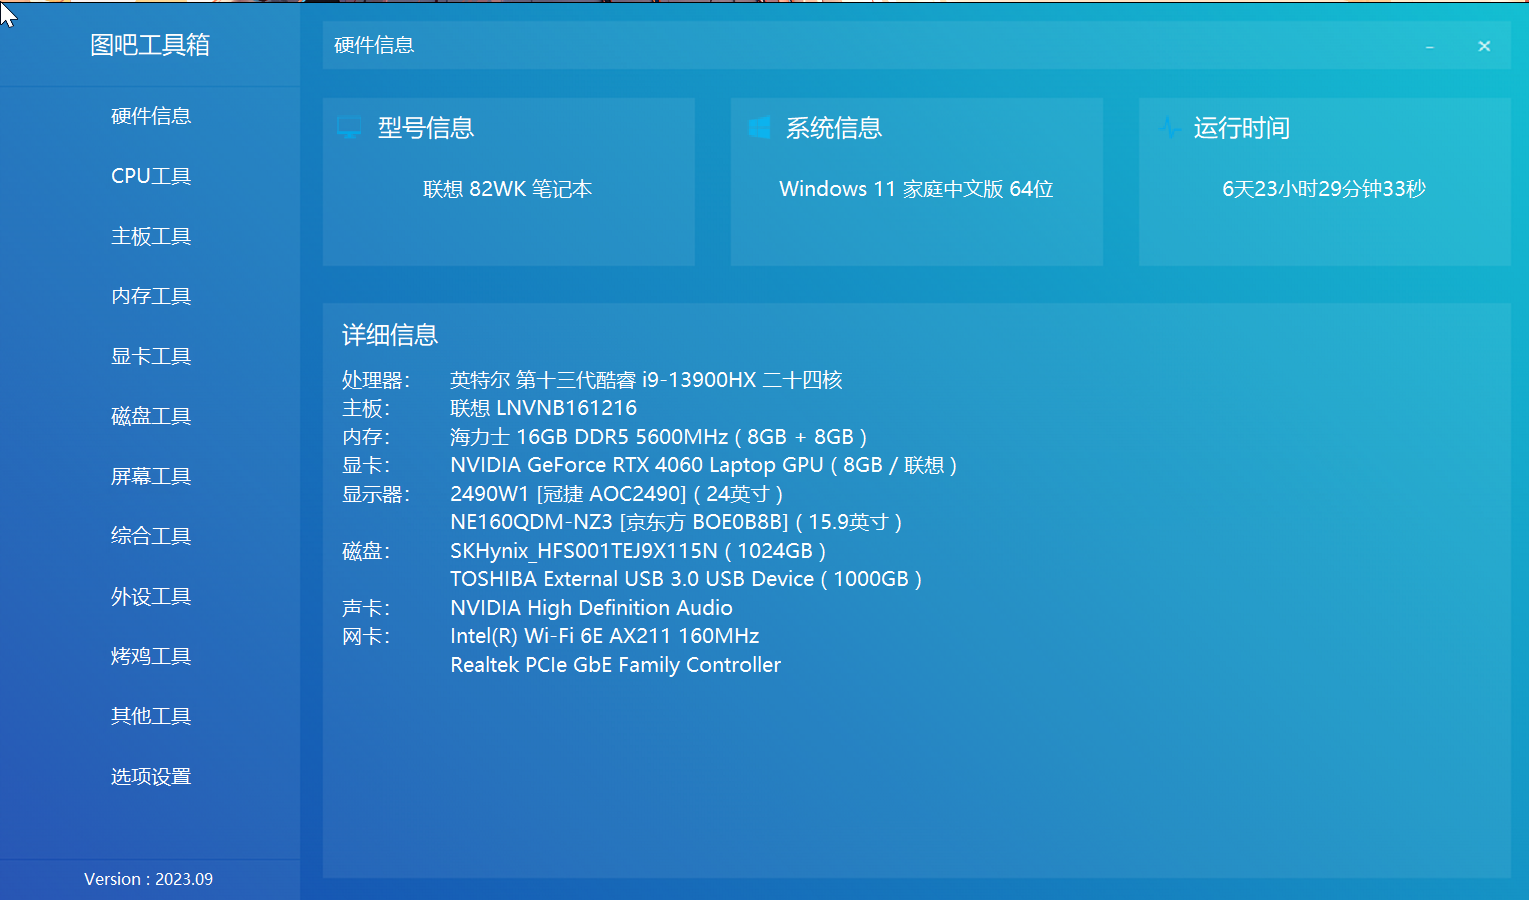 图吧工具箱
硬件信息
CPU工具
主板工具
内存工具
显卡工具
磁盘工具
屏幕工具
综合工具
外设工具
烤鸡工具
其他工具
选项设置
Version : 2023.09
硬件信息
型号信息
联想 82WK 笔记本
系统信息
Windows 11 家庭中文版 64位
运行时间
6天23小时29分钟33秒
详细信息
处理器： 英特尔 第十三代酷睿 i9-13900HX 二十四核
主板： 联想 LNVNB161216
内存： 海力士 16GB DDR5 5600MHz ( 8GB + 8GB )
显卡： NVIDIA GeForce RTX 4060 Laptop GPU ( 8GB / 联想 )
显示器： 2490W1 [冠捷 AOC2490] ( 24英寸 )
NE160QDM-NZ3 [京东方 BOE0B8B] ( 15.9英寸 )
磁盘： SKHynix_HFS001TEJ9X115N ( 1024GB )
TOSHIBA External USB 3.0 USB Device ( 1000GB )
声卡： NVIDIA High Definition Audio
网卡： Intel(R) Wi-Fi 6E AX211 160MHz
Realtek PCIe GbE Family Controller